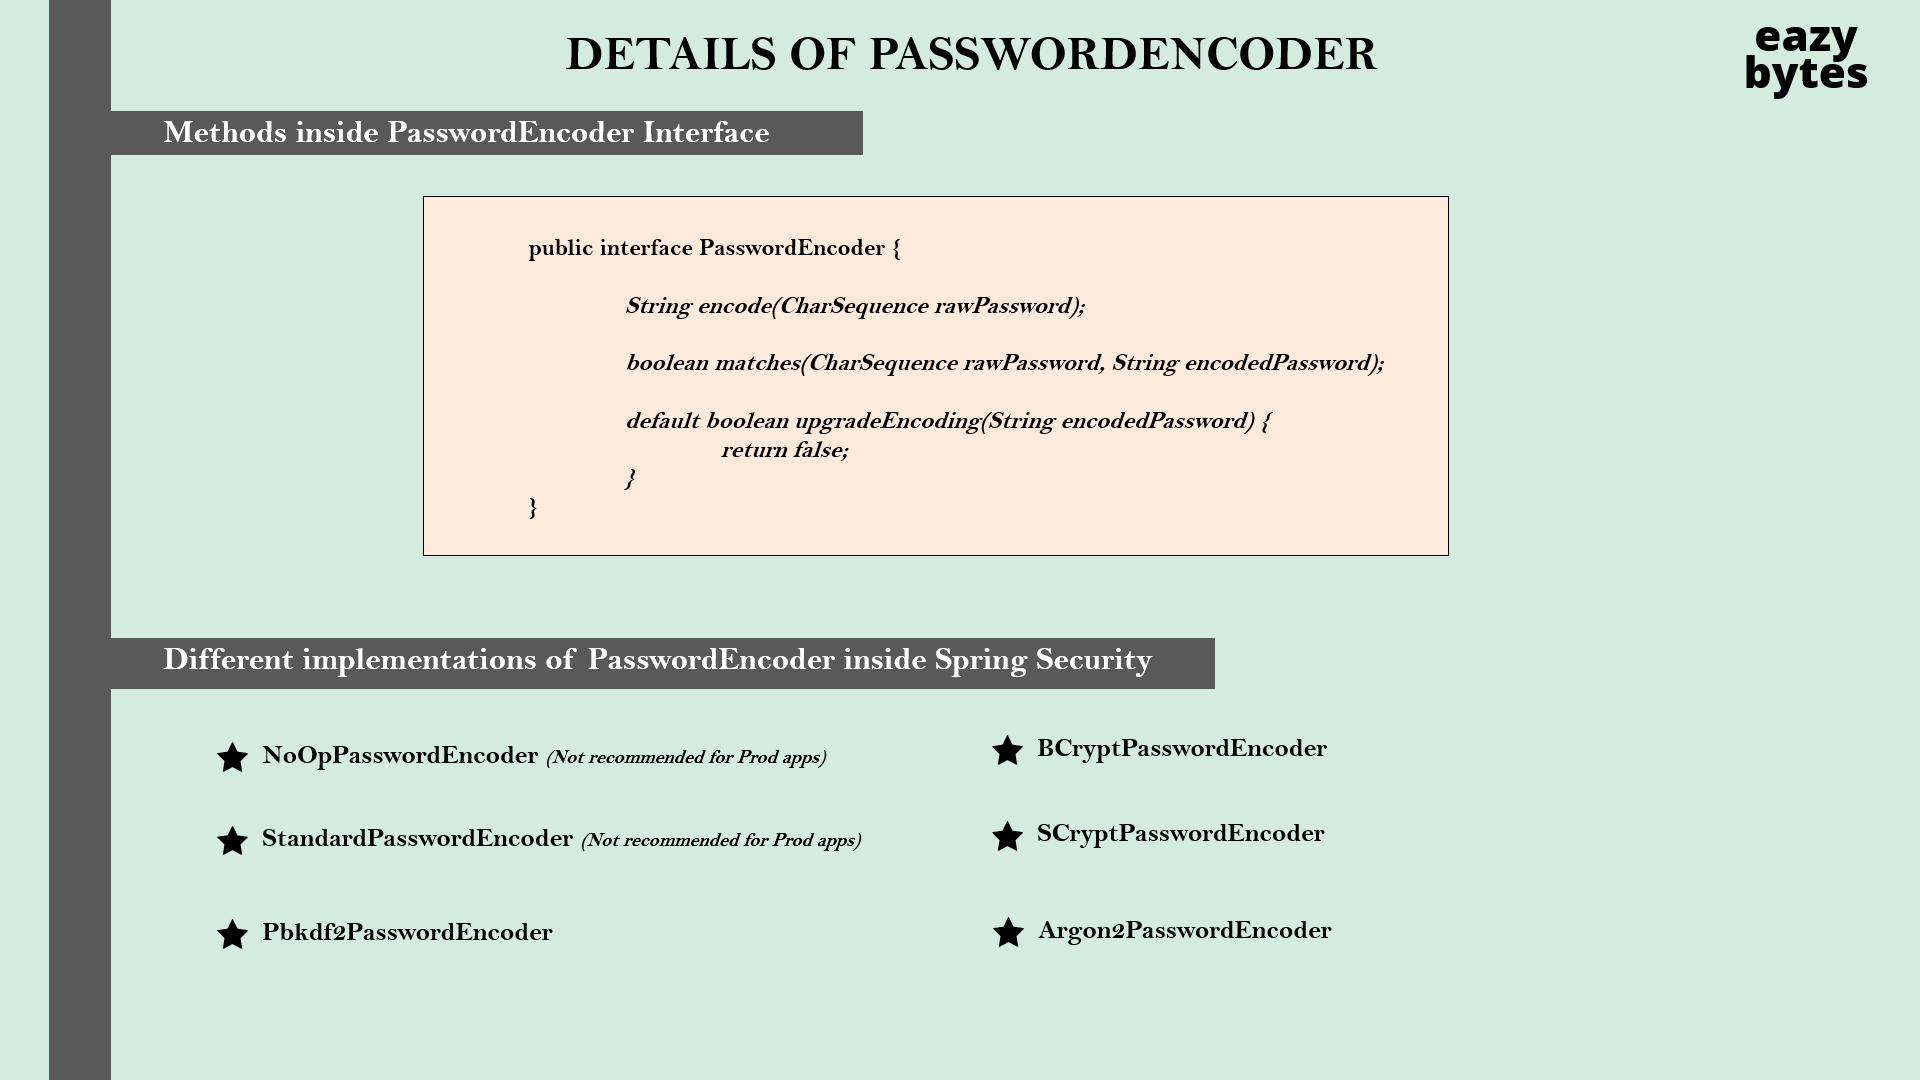 DETAILS OF PASSWORDENCODER
eazy
bytes
Methods inside PasswordEncoder Interface
public interface PasswordEncoder {
String encode(CharSequence rawPassword);
boolean matches(CharSequence rawPassword, String encodedPassword);
default boolean upgradeEncoding(String encodedPassword) {
return false;
}
}
Different implementations of PasswordEncoder inside Spring Security
NoOpPasswordEncoder (Not recommended for Prod apps)
StandardPasswordEncoder (Not recommended for Prod apps)
Pbkdf2PasswordEncoder
BCryptPasswordEncoder
SCryptPasswordEncoder
Argon2PasswordEncoder